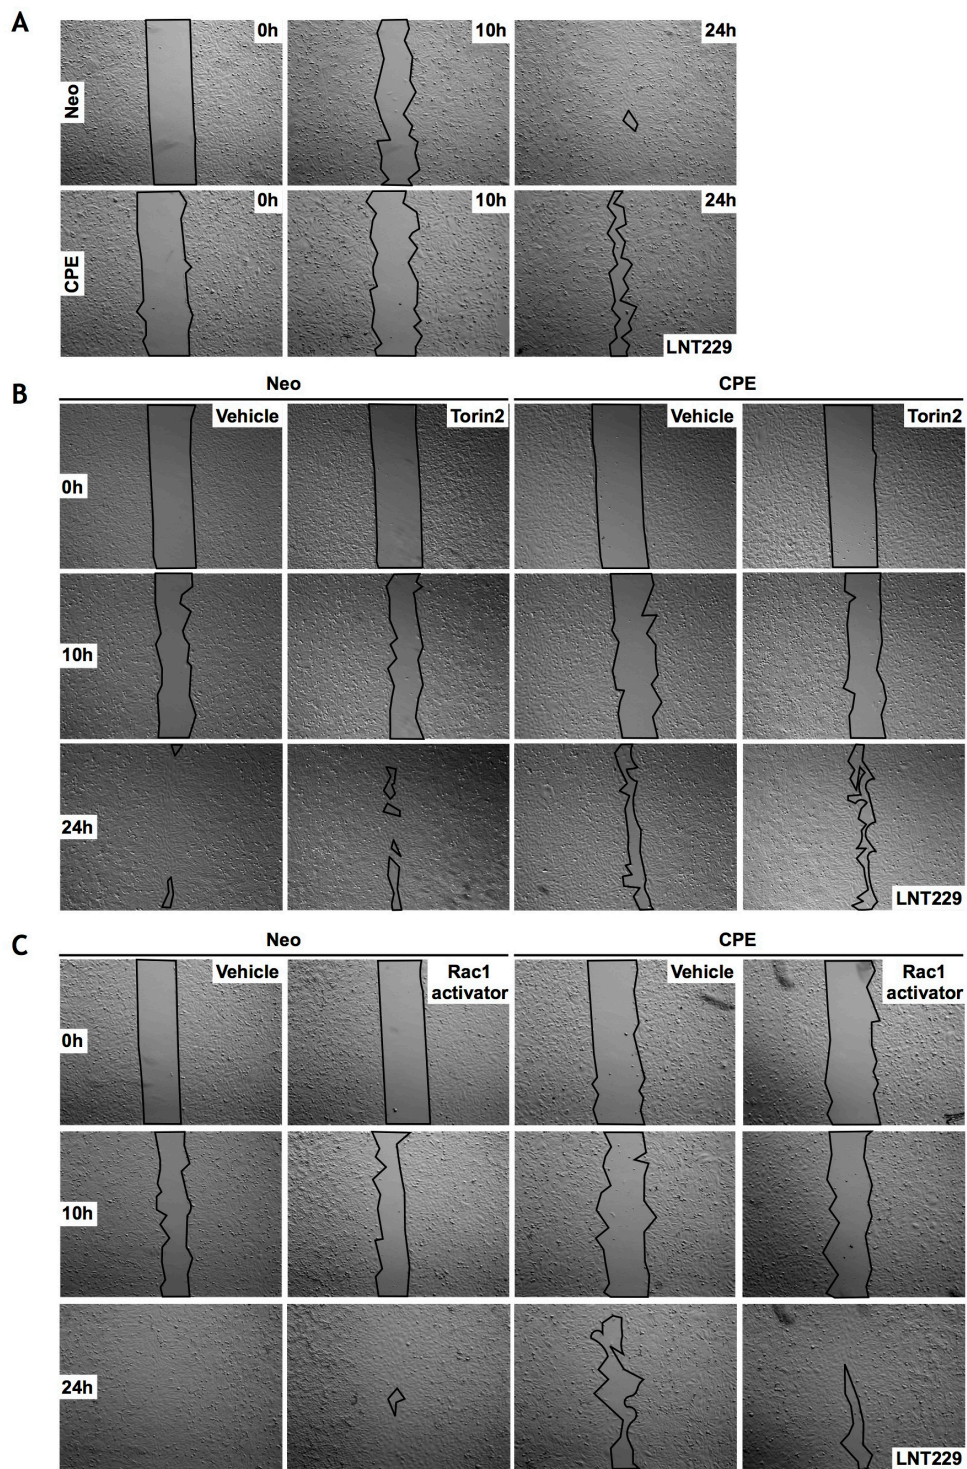 A
0h
10h
24h
Neo
0h
10h
24h
CPE
LNT229
B
Neo
CPE
Vehicle
Torin2
Vehicle
Torin2
0h
10h
24h
LNT229
C
Neo
CPE
Vehicle
Rac1
activator
Vehicle
Rac1
activator
0h
10h
24h
LNT229